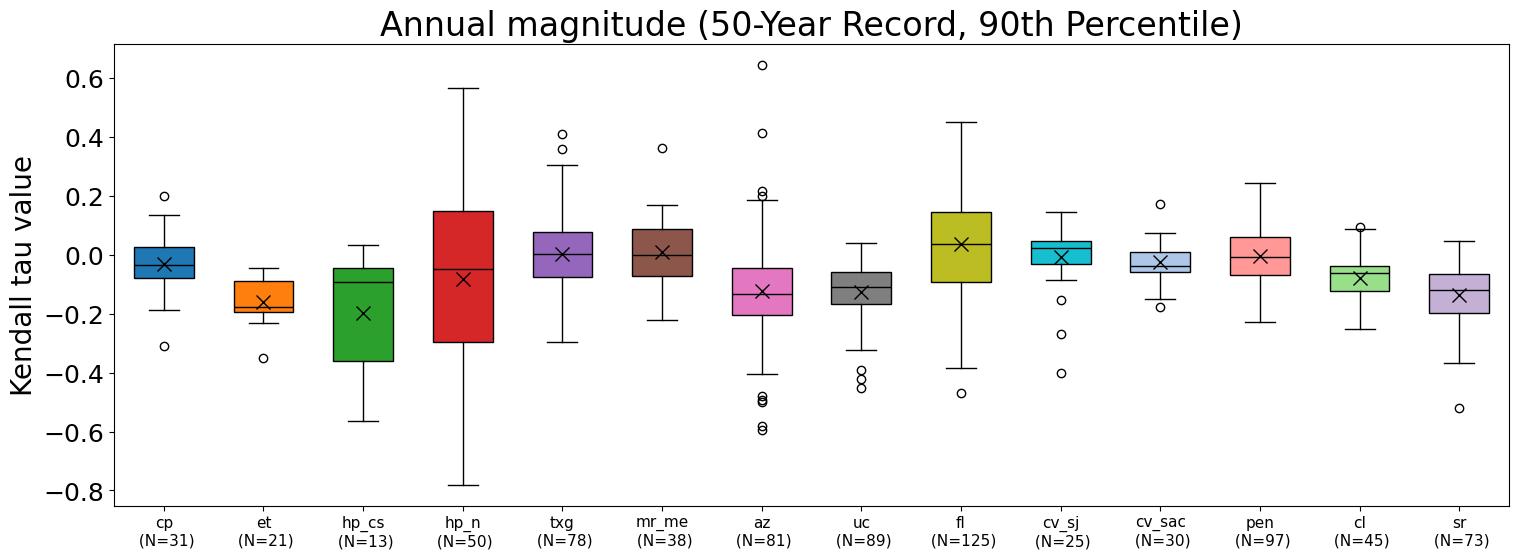 Annual magnitude (50-Year Record, 90th Percentile)
Kendall tau value
0.6
0.4
0.2
0.0
−0.2
−0.4
−0.6
−0.8
cp et hp_cs hp_n txg mr_me az uc fl cv_sj cv_sac pen cl sr
(N=31) (N=21) (N=13) (N=50) (N=78) (N=38) (N=81) (N=89) (N=125) (N=25) (N=30) (N=97) (N=45) (N=73)